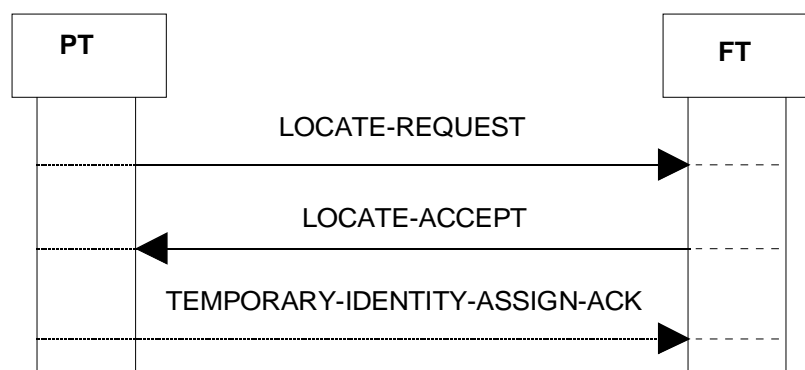 PT
FT
LOCATE-REQUEST
LOCATE-ACCEPT
TEMPORARY-IDENTITY-ASSIGN-ACK